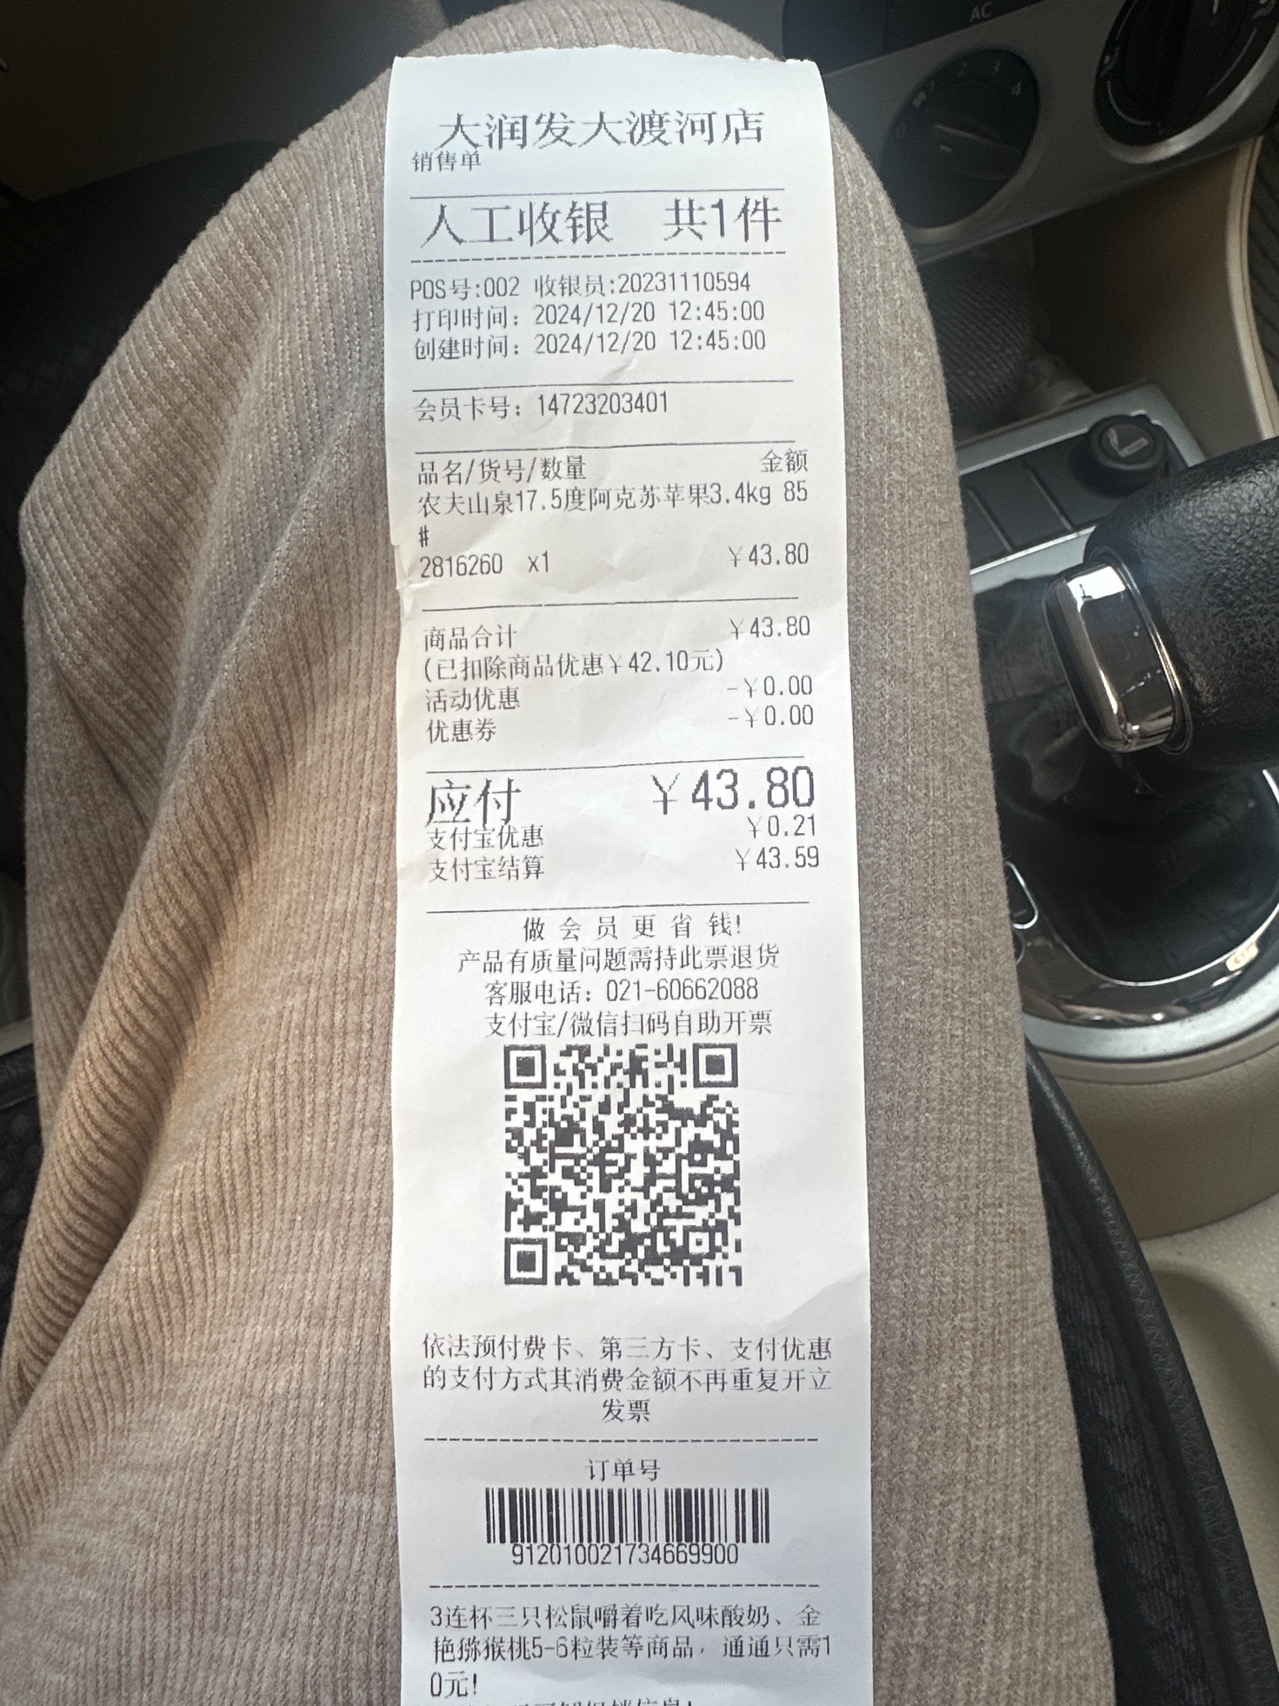 AC
2
3
4
大润发大渡河店
销售单
人工收银 共1件
POS号:002 收银员:20231110594
打印时间: 2024/12/20 12:45:00
创建时间: 2024/12/20 12:45:00
会员卡号: 14723203401
品名/货号/数量 金额
农夫山泉17.5度阿克苏苹果3.4kg 85
#
2816260 x1 ￥43.80
商品合计 ￥43.80
(已扣除商品优惠￥42.10元)
活动优惠 -￥0.00
优惠券 -￥0.00
应付 ￥43.80
支付宝优惠 ￥0.21
支付宝结算 ￥43.59
做会员更省钱!
产品有质量问题需持此票退货
客服电话: 021-60662088
支付宝/微信扫码自助开票
依法预付费卡、第三方卡、支付优惠
的支付方式其消费金额不再重复开立
发票
订单号
912010021734669900
3连杯三只松鼠嚼着吃风味酸奶、金
艳猕猴桃5-6粒装等商品，通通只需1
0元!